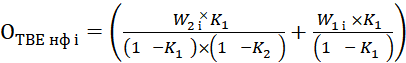 О_ТВЕ нф i = ( (W_2 i × K_1) / ((1 −K_1)×(1 −K_2)) + (W_1 i ×K_1) / (1 −K_1) )